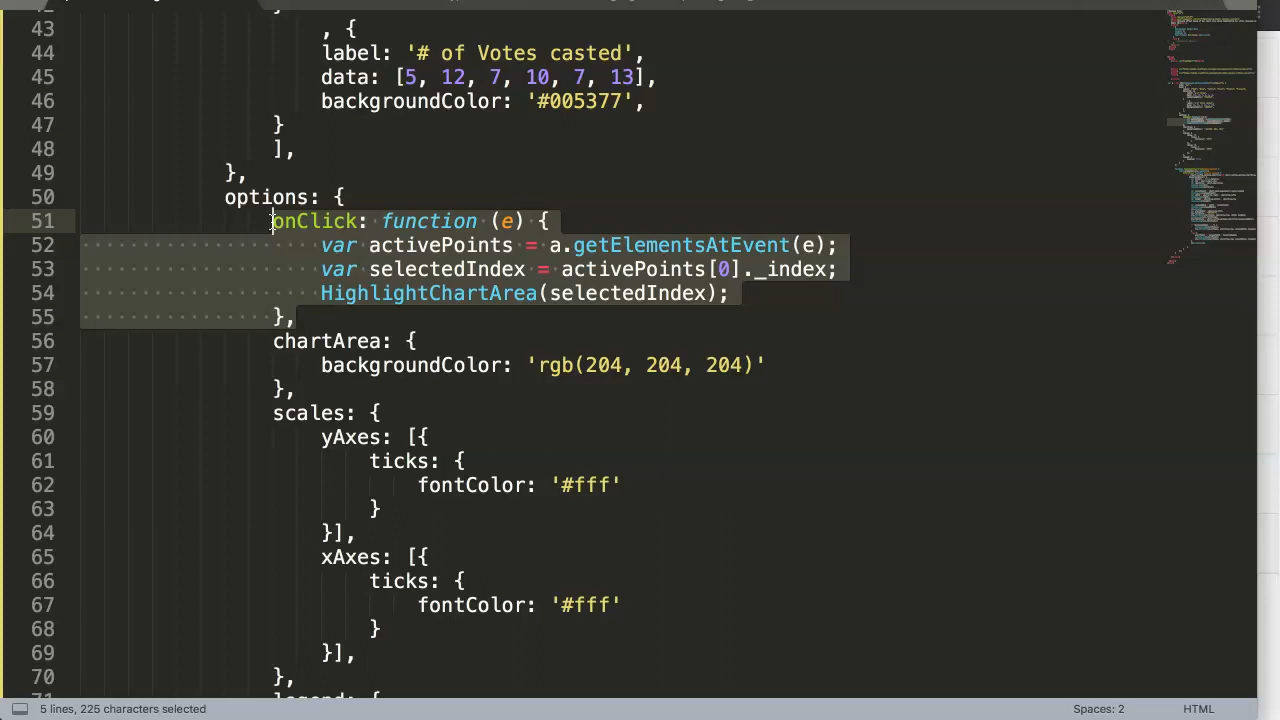 43 , {
44 label: '# of Votes casted',
45 data: [5, 12, 7, 10, 7, 13],
46 backgroundColor: '#005377',
47 }
48 ],
49 },
50 options: {
51 onClick: function (e) {
52 var activePoints = a.getElementsAtEvent(e);
53 var selectedIndex = activePoints[0]._index;
54 HighlightChartArea(selectedIndex);
55 },
56 chartArea: {
57 backgroundColor: 'rgb(204, 204, 204)'
58 },
59 scales: {
60 yAxes: [{
61 ticks: {
62 fontColor: '#fff'
63 }
64 }],
65 xAxes: [{
66 ticks: {
67 fontColor: '#fff'
68 }
69 }],
70 },
legend: {
5 lines, 225 characters selected
Spaces: 2
HTML